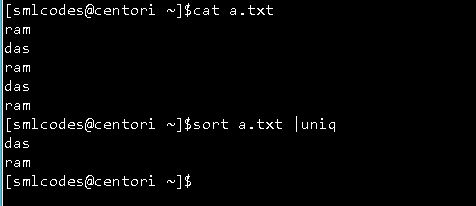 [smlcodes@centori ~]$cat a.txt
ram
das
ram
das
ram
[smlcodes@centori ~]$sort a.txt |uniq
das
ram
[smlcodes@centori ~]$